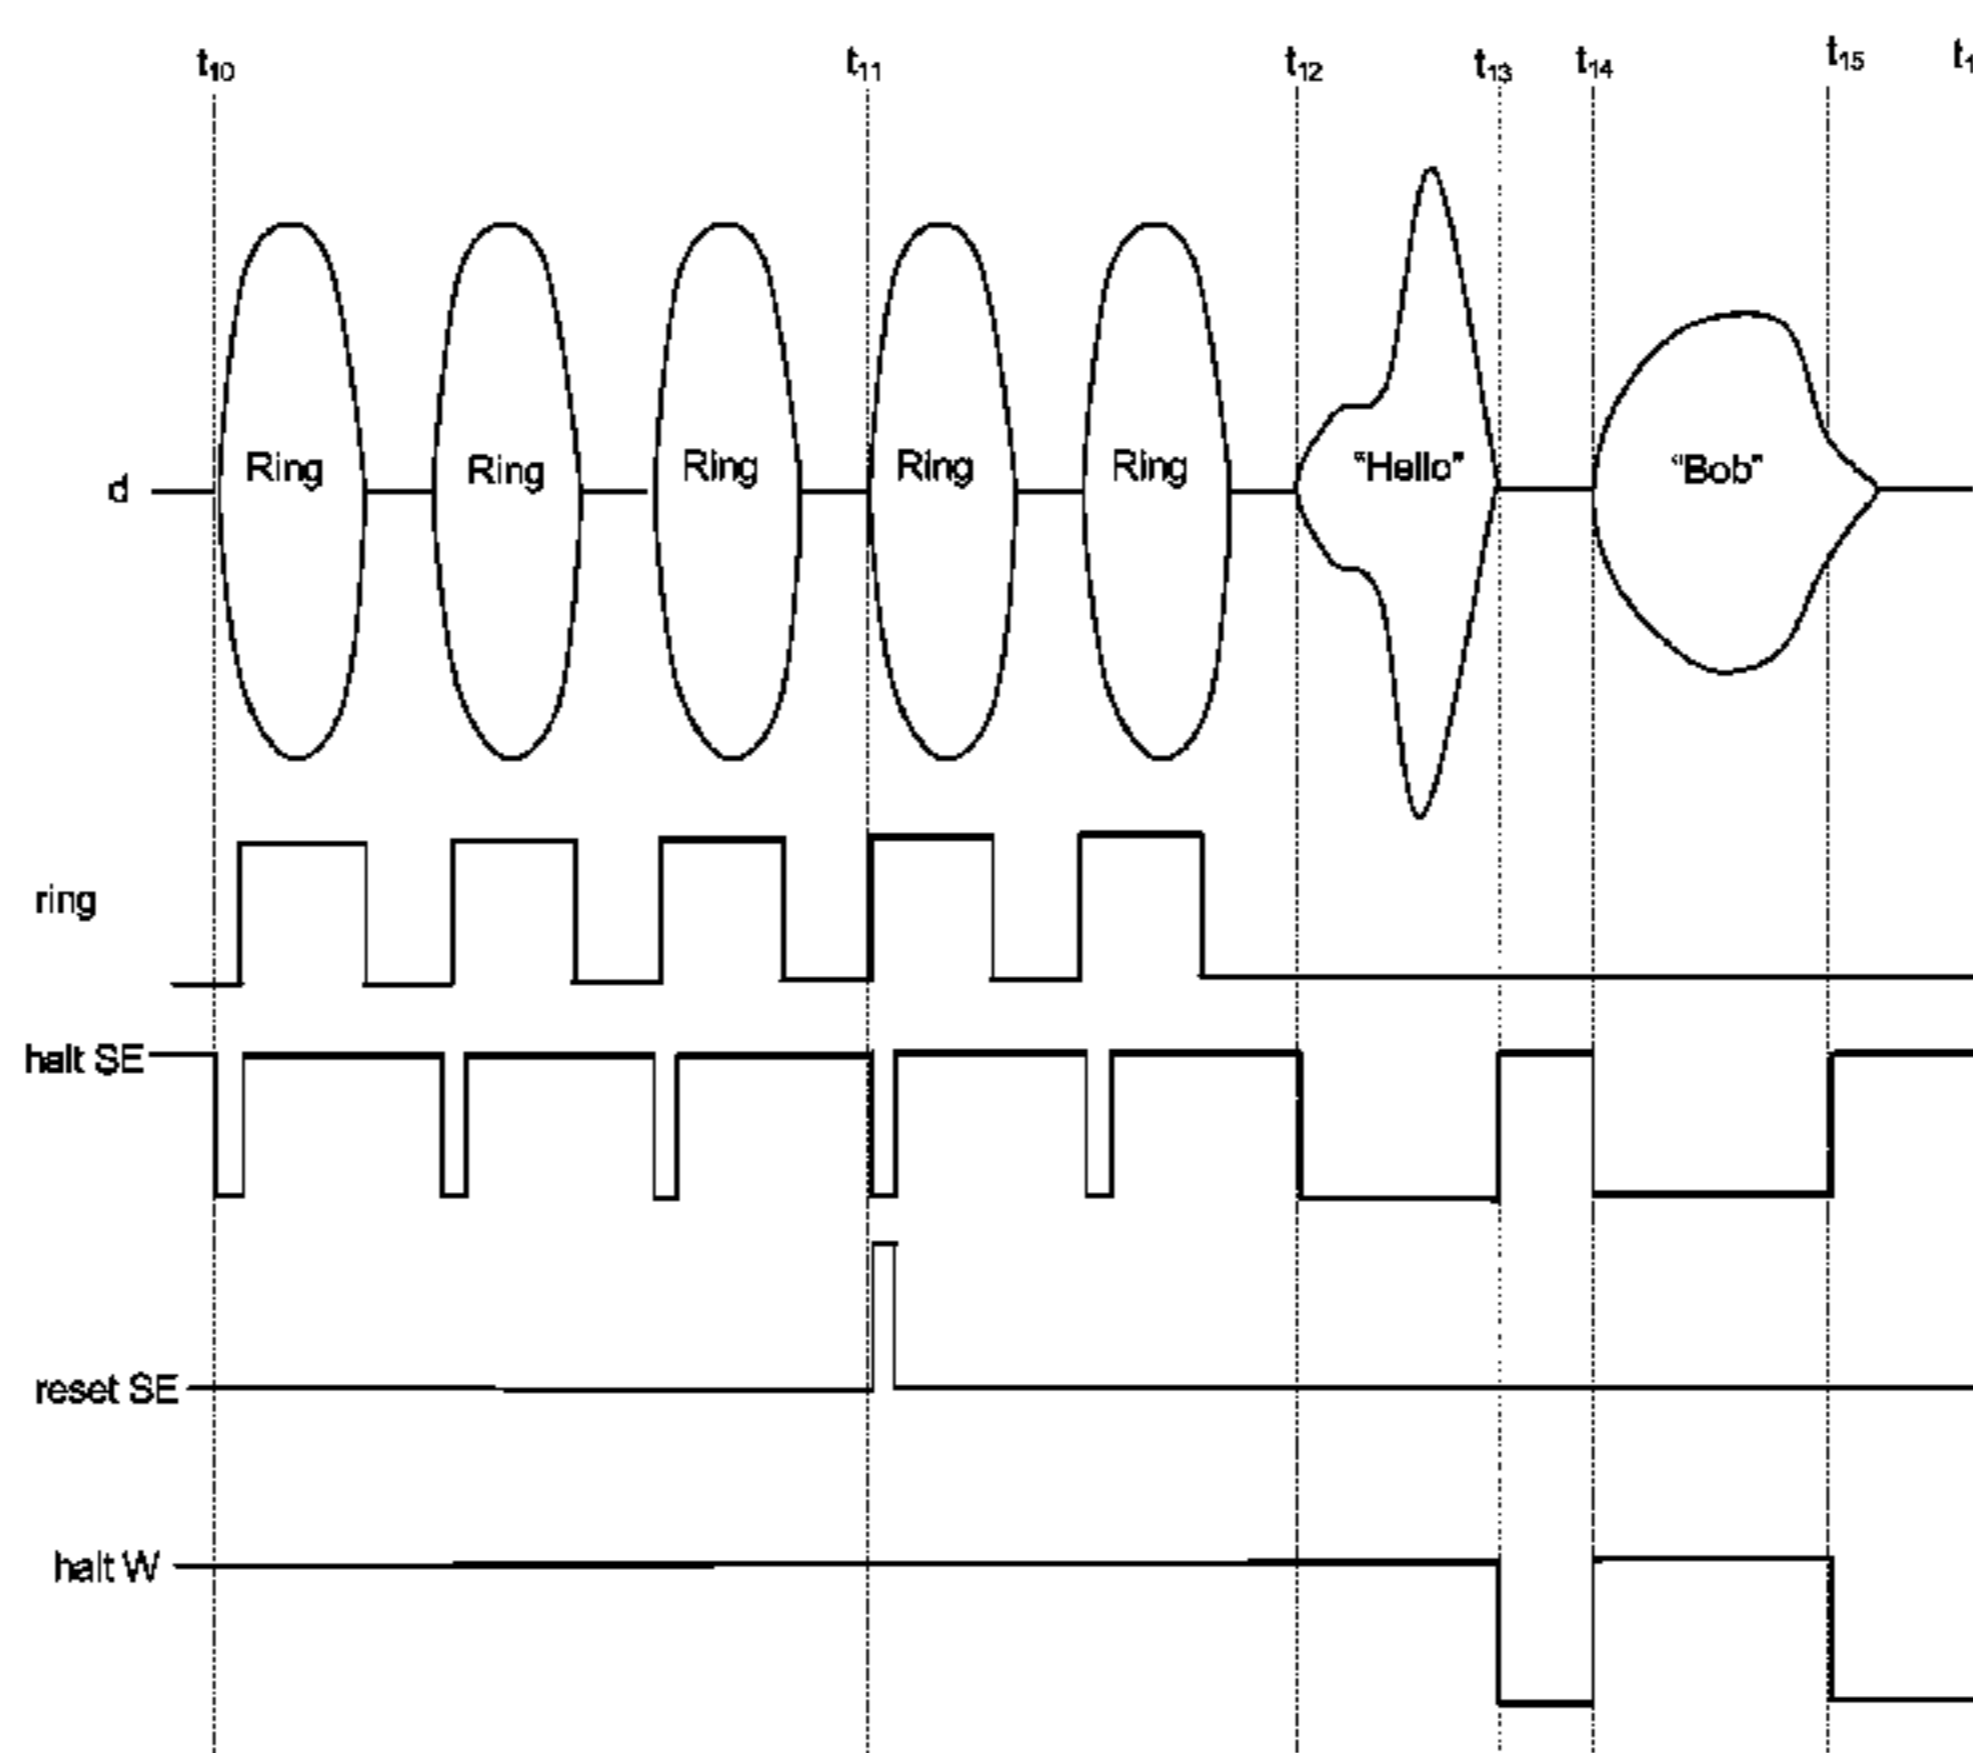 t10 t11 t12 t13 t14 t15
d Ring Ring Ring Ring Ring "Hello" "Bob"
ring
halt SE
reset SE
halt W